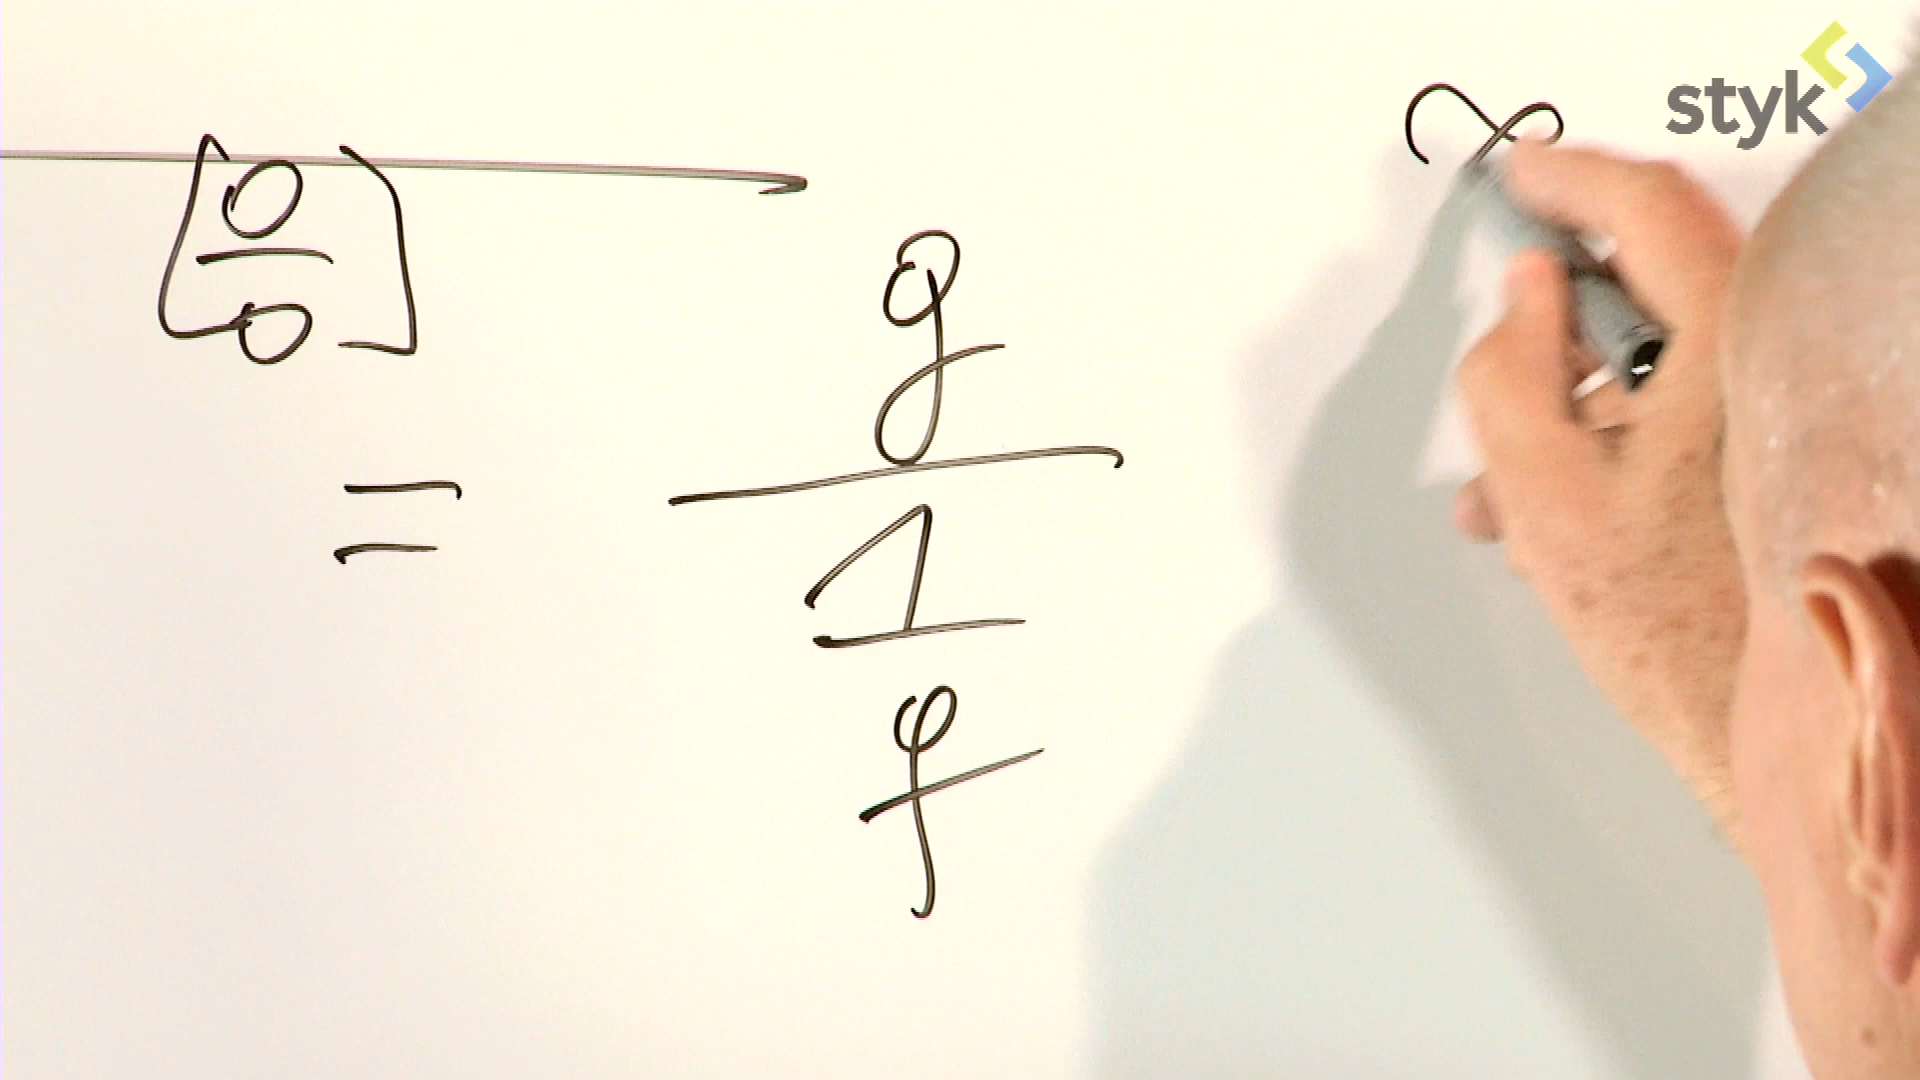 styk
[0/0]
= g/(1/f)